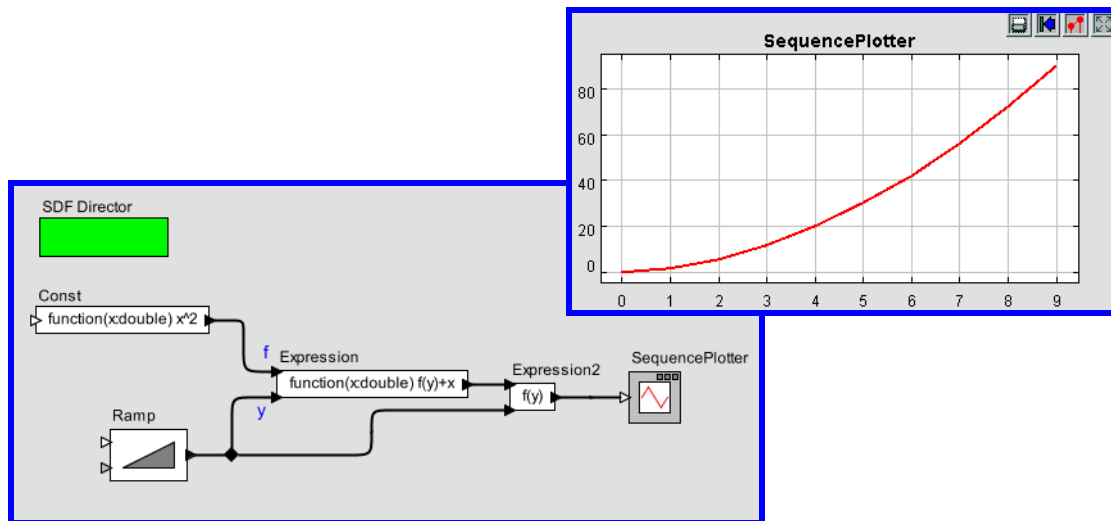 SequencePlotter
80
60
40
20
0
0 1 2 3 4 5 6 7 8 9
SDF Director
Const
function(x:double) x^2
f
Expression
function(x:double) f(y)+x
y
Expression2
f(y)
SequencePlotter
Ramp